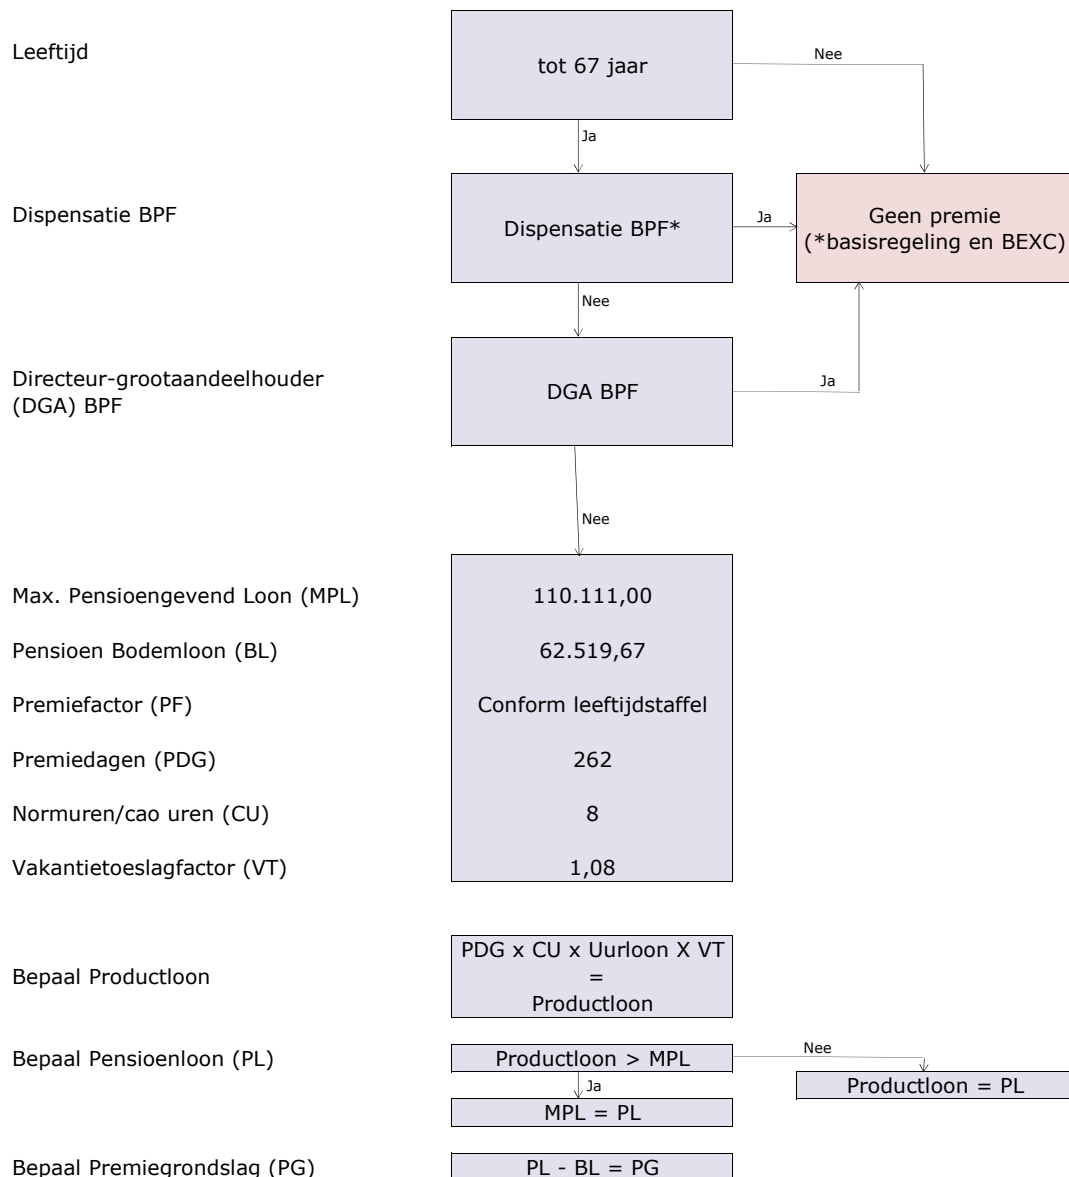 Leeftijd
tot 67 jaar
Nee
Ja
Dispensatie BPF
Dispensatie BPF*
Ja
Geen premie
(*basisregeling en BEXC)
Nee
Directeur-grootaandeelhouder
(DGA) BPF
DGA BPF
Ja
Nee
Max. Pensioengevend Loon (MPL)
110.111,00
Pensioen Bodemloon (BL)
62.519,67
Premiefactor (PF)
Conform leeftijdstaffel
Premiedagen (PDG)
262
Normuren/cao uren (CU)
8
Vakantietoeslagfactor (VT)
1,08
Bepaal Productloon
PDG x CU x Uurloon X VT
=
Productloon
Bepaal Pensioenloon (PL)
Productloon > MPL
Nee
Productloon = PL
Ja
MPL = PL
Bepaal Premiegrondslag (PG)
PL - BL = PG